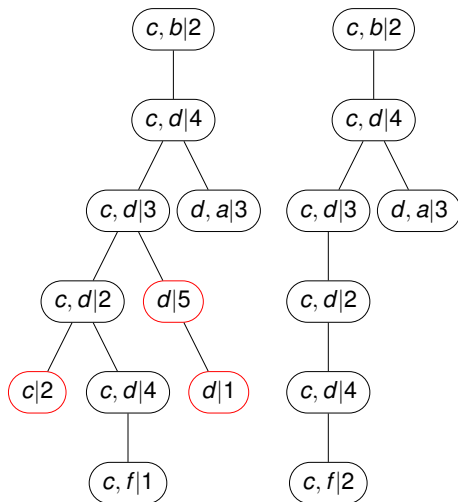 c, b|2 c, b|2
c, d|4 c, d|4
c, d|3 d, a|3 c, d|3 d, a|3
c, d|2 d|5 c, d|2
c|2 c, d|4 d|1 c, d|4
c, f|1 c, f|2